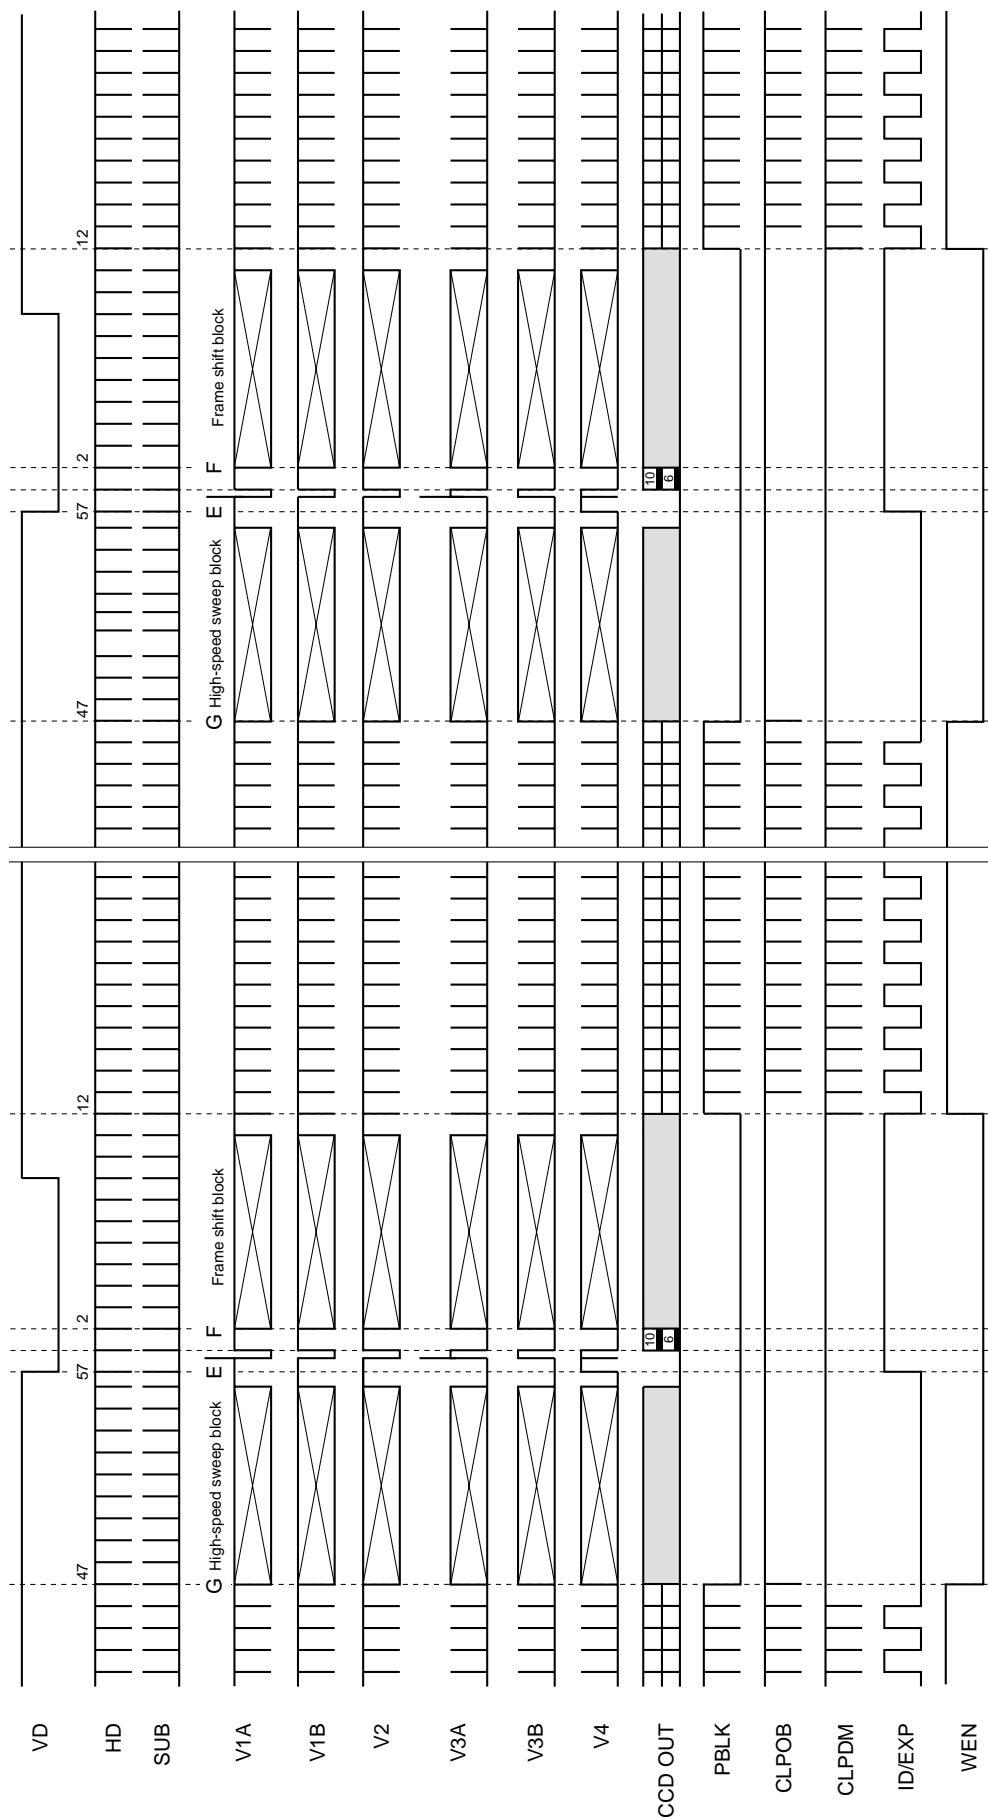 VD
HD
SUB
V1A
V1B
V2
V3A
V3B
V4
CCD OUT
PBLK
CLPOB
CLPDM
ID/EXP
WEN
47
57
2
12
47
57
2
12
G High-speed sweep block
E
F
Frame shift block
G High-speed sweep block
E
F
Frame shift block
10
6
10
6